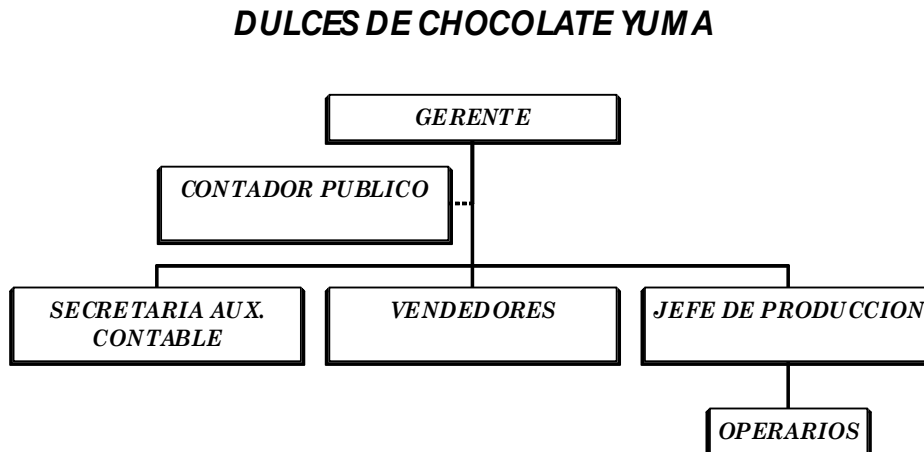 DULCES DE CHOCOLATE YUMA
GERENTE
CONTADOR PUBLICO
SECRETARIA AUX.
CONTABLE
VENDEDORES
JEFE DE PRODUCCION
OPERARIOS